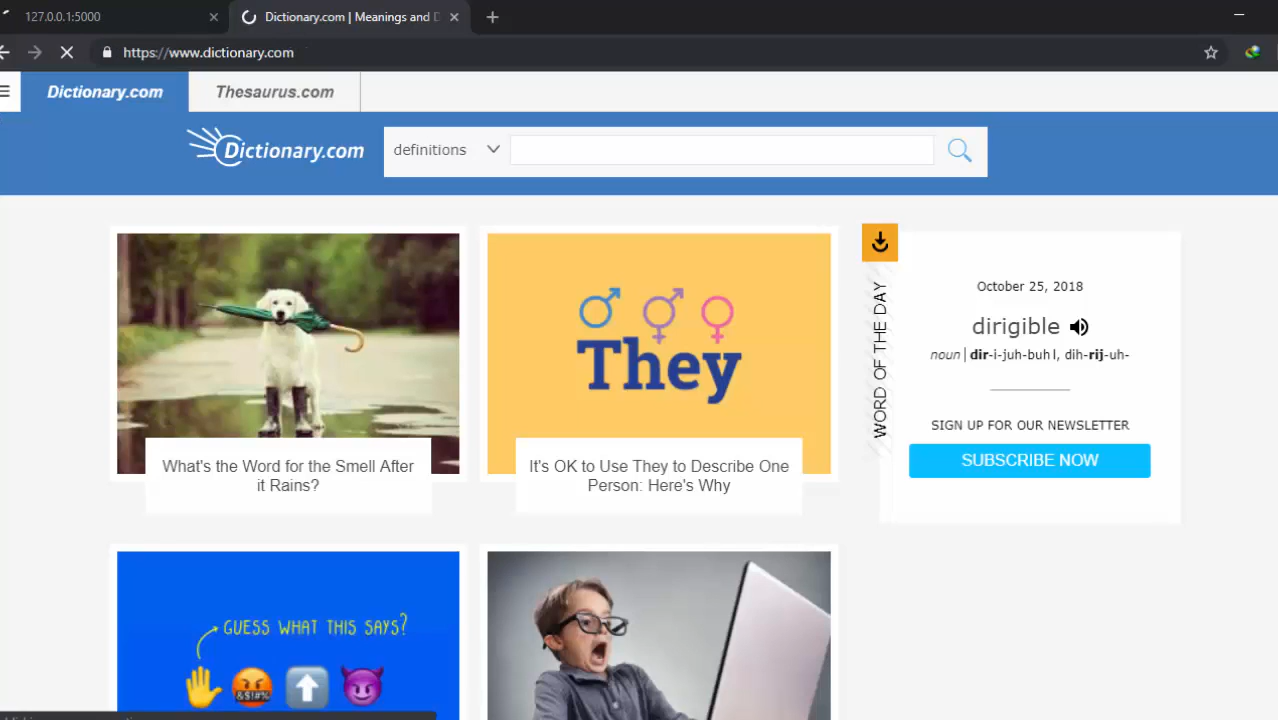 127.0.0.1:5000
Dictionary.com | Meanings and D
https://www.dictionary.com
Dictionary.com
Thesaurus.com
Dictionary.com
definitions
What's the Word for the Smell After
it Rains?
They
It's OK to Use They to Describe One
Person: Here's Why
WORD OF THE DAY
October 25, 2018
dirigible
noun | dir-i-juh-buhl, dih-rij-uh-
SIGN UP FOR OUR NEWSLETTER
SUBSCRIBE NOW
GUESS WHAT THIS SAYS?
&$!#%